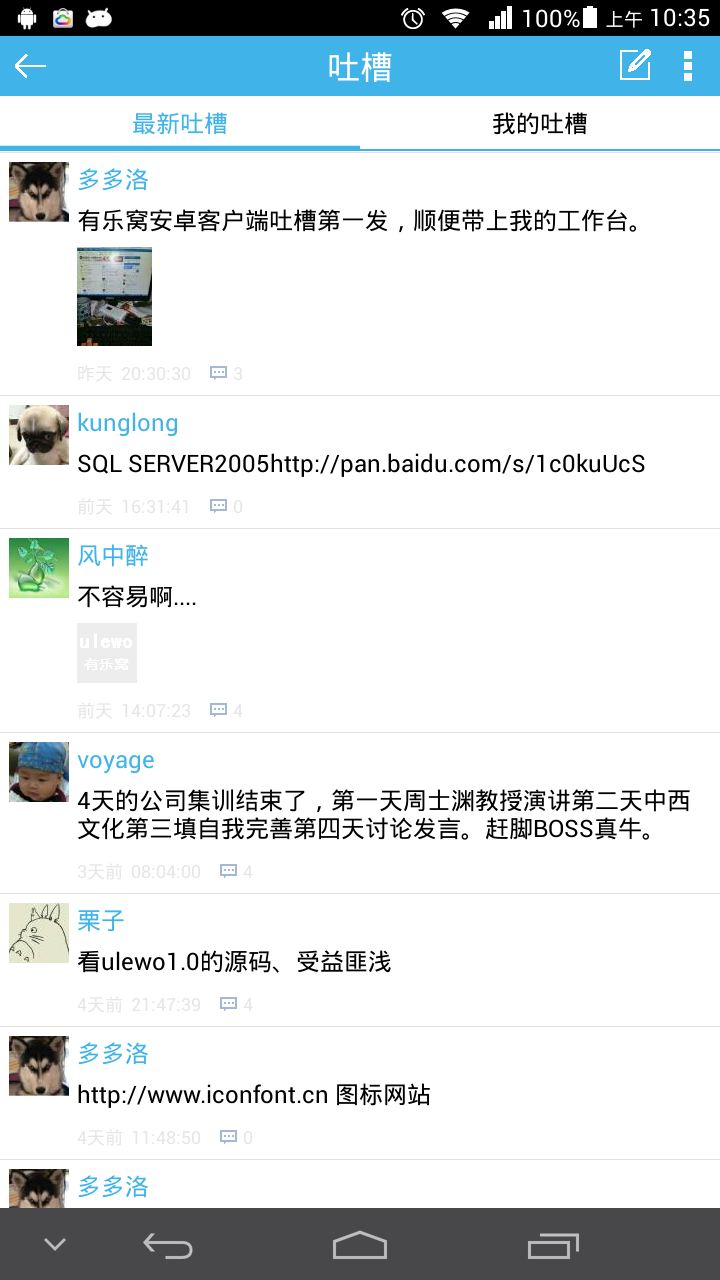 100% 上午 10:35
吐槽
最新吐槽 我的吐槽
多多洛
有乐窝安卓客户端吐槽第一发，顺便带上我的工作台。
昨天 20:30:30 3
kunglong
SQL SERVER2005http://pan.baidu.com/s/1c0kuUcS
前天 16:31:41 0
风中醉
不容易啊....
ulewo
有乐窝
前天 14:07:23 4
voyage
4天的公司集训结束了，第一天周士渊教授演讲第二天中西
文化第三填自我完善第四天讨论发言。赶脚BOSS真牛。
3天前 08:04:00 4
栗子
看ulewo1.0的源码、受益匪浅
4天前 21:47:39 4
多多洛
http://www.iconfont.cn 图标网站
4天前 11:48:50 0
多多洛